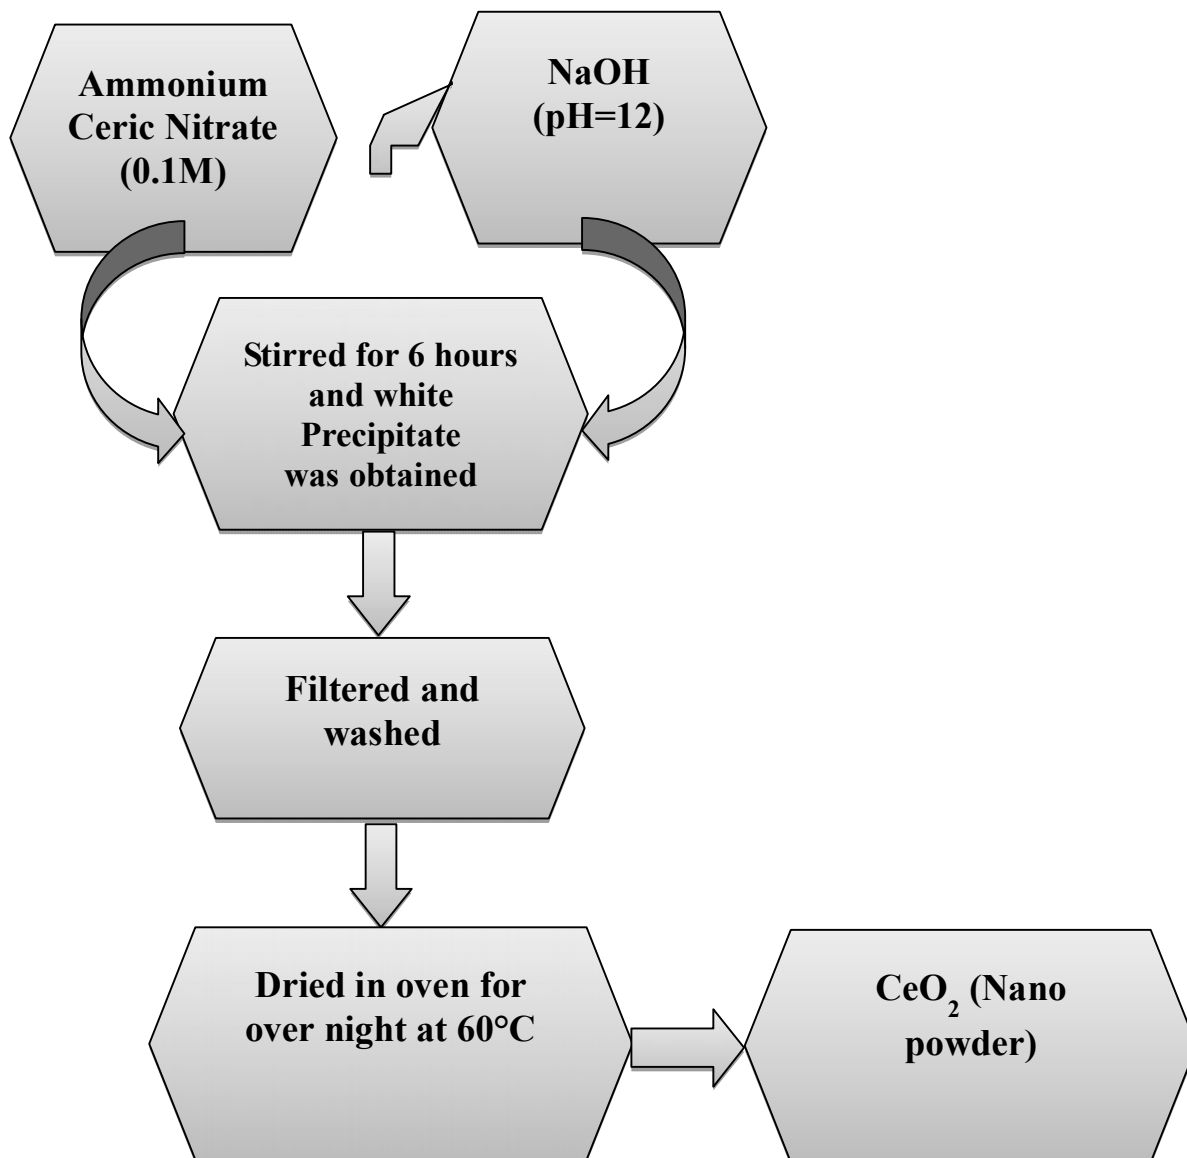 Ammonium
Ceric Nitrate
(0.1M)
NaOH
(pH=12)
Stirred for 6 hours
and white
Precipitate
was obtained
Filtered and
washed
Dried in oven for
over night at 60°C
CeO₂ (Nano
powder)